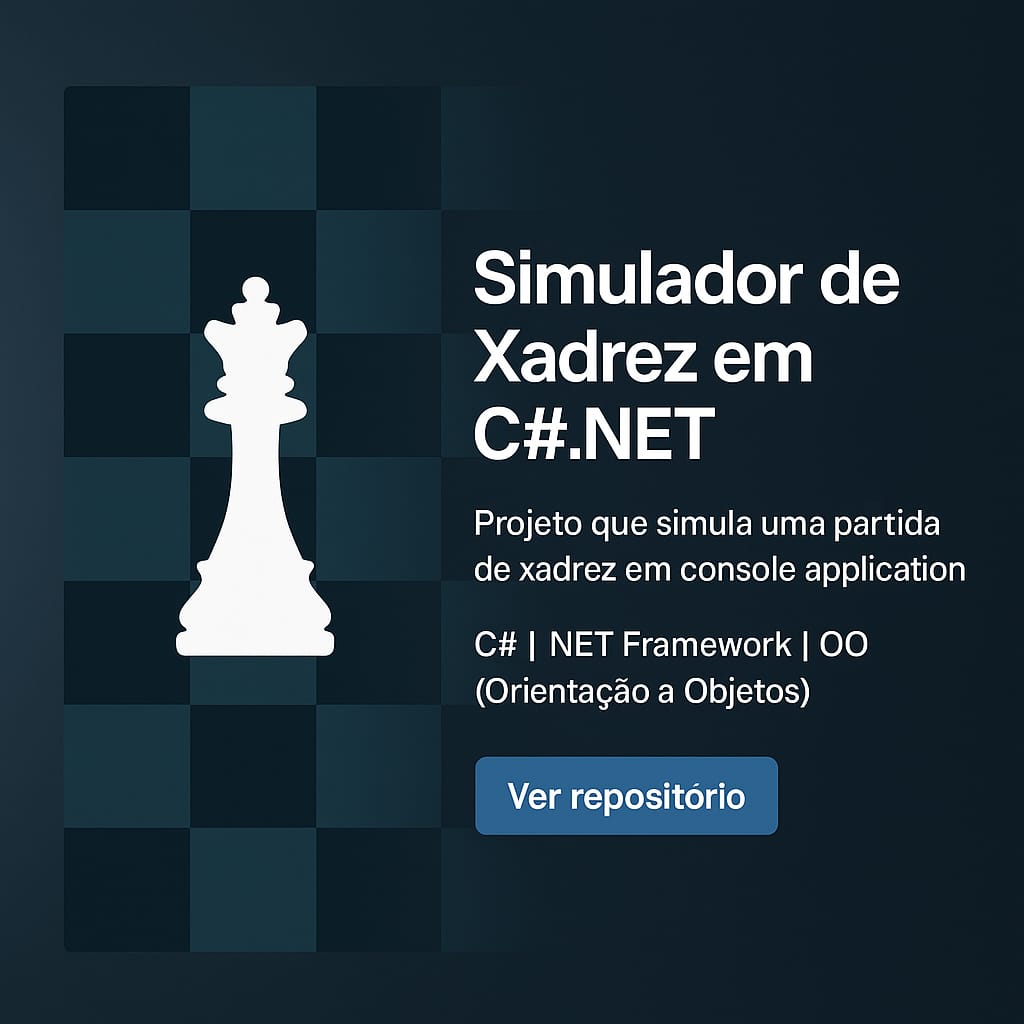 Simulador de
Xadrez em
C#.NET
Projeto que simula uma partida
de xadrez em console application
C# | NET Framework | OO
(Orientação a Objetos)
Ver repositório